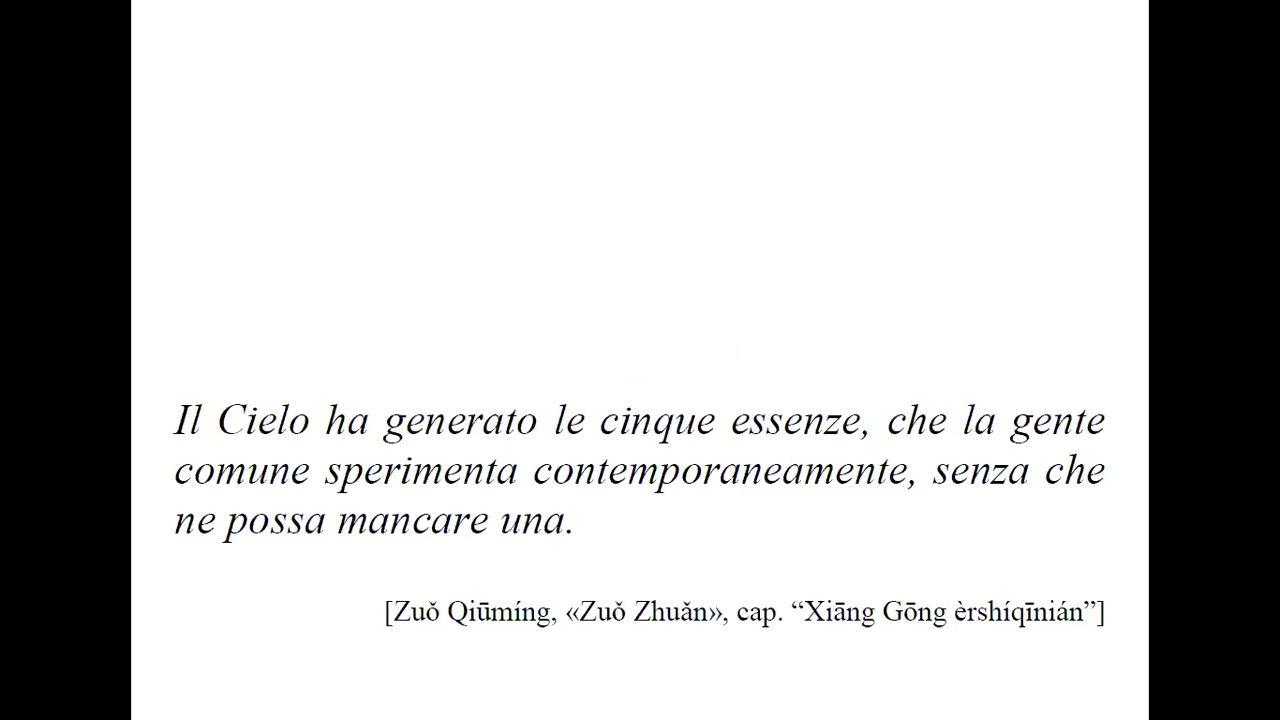 Il Cielo ha generato le cinque essenze, che la gente
comune sperimenta contemporaneamente, senza che
ne possa mancare una.
[Zuǒ Qiūmíng, «Zuǒ Zhuǎn», cap. “Xiāng Gōng èrshíqīnián”]